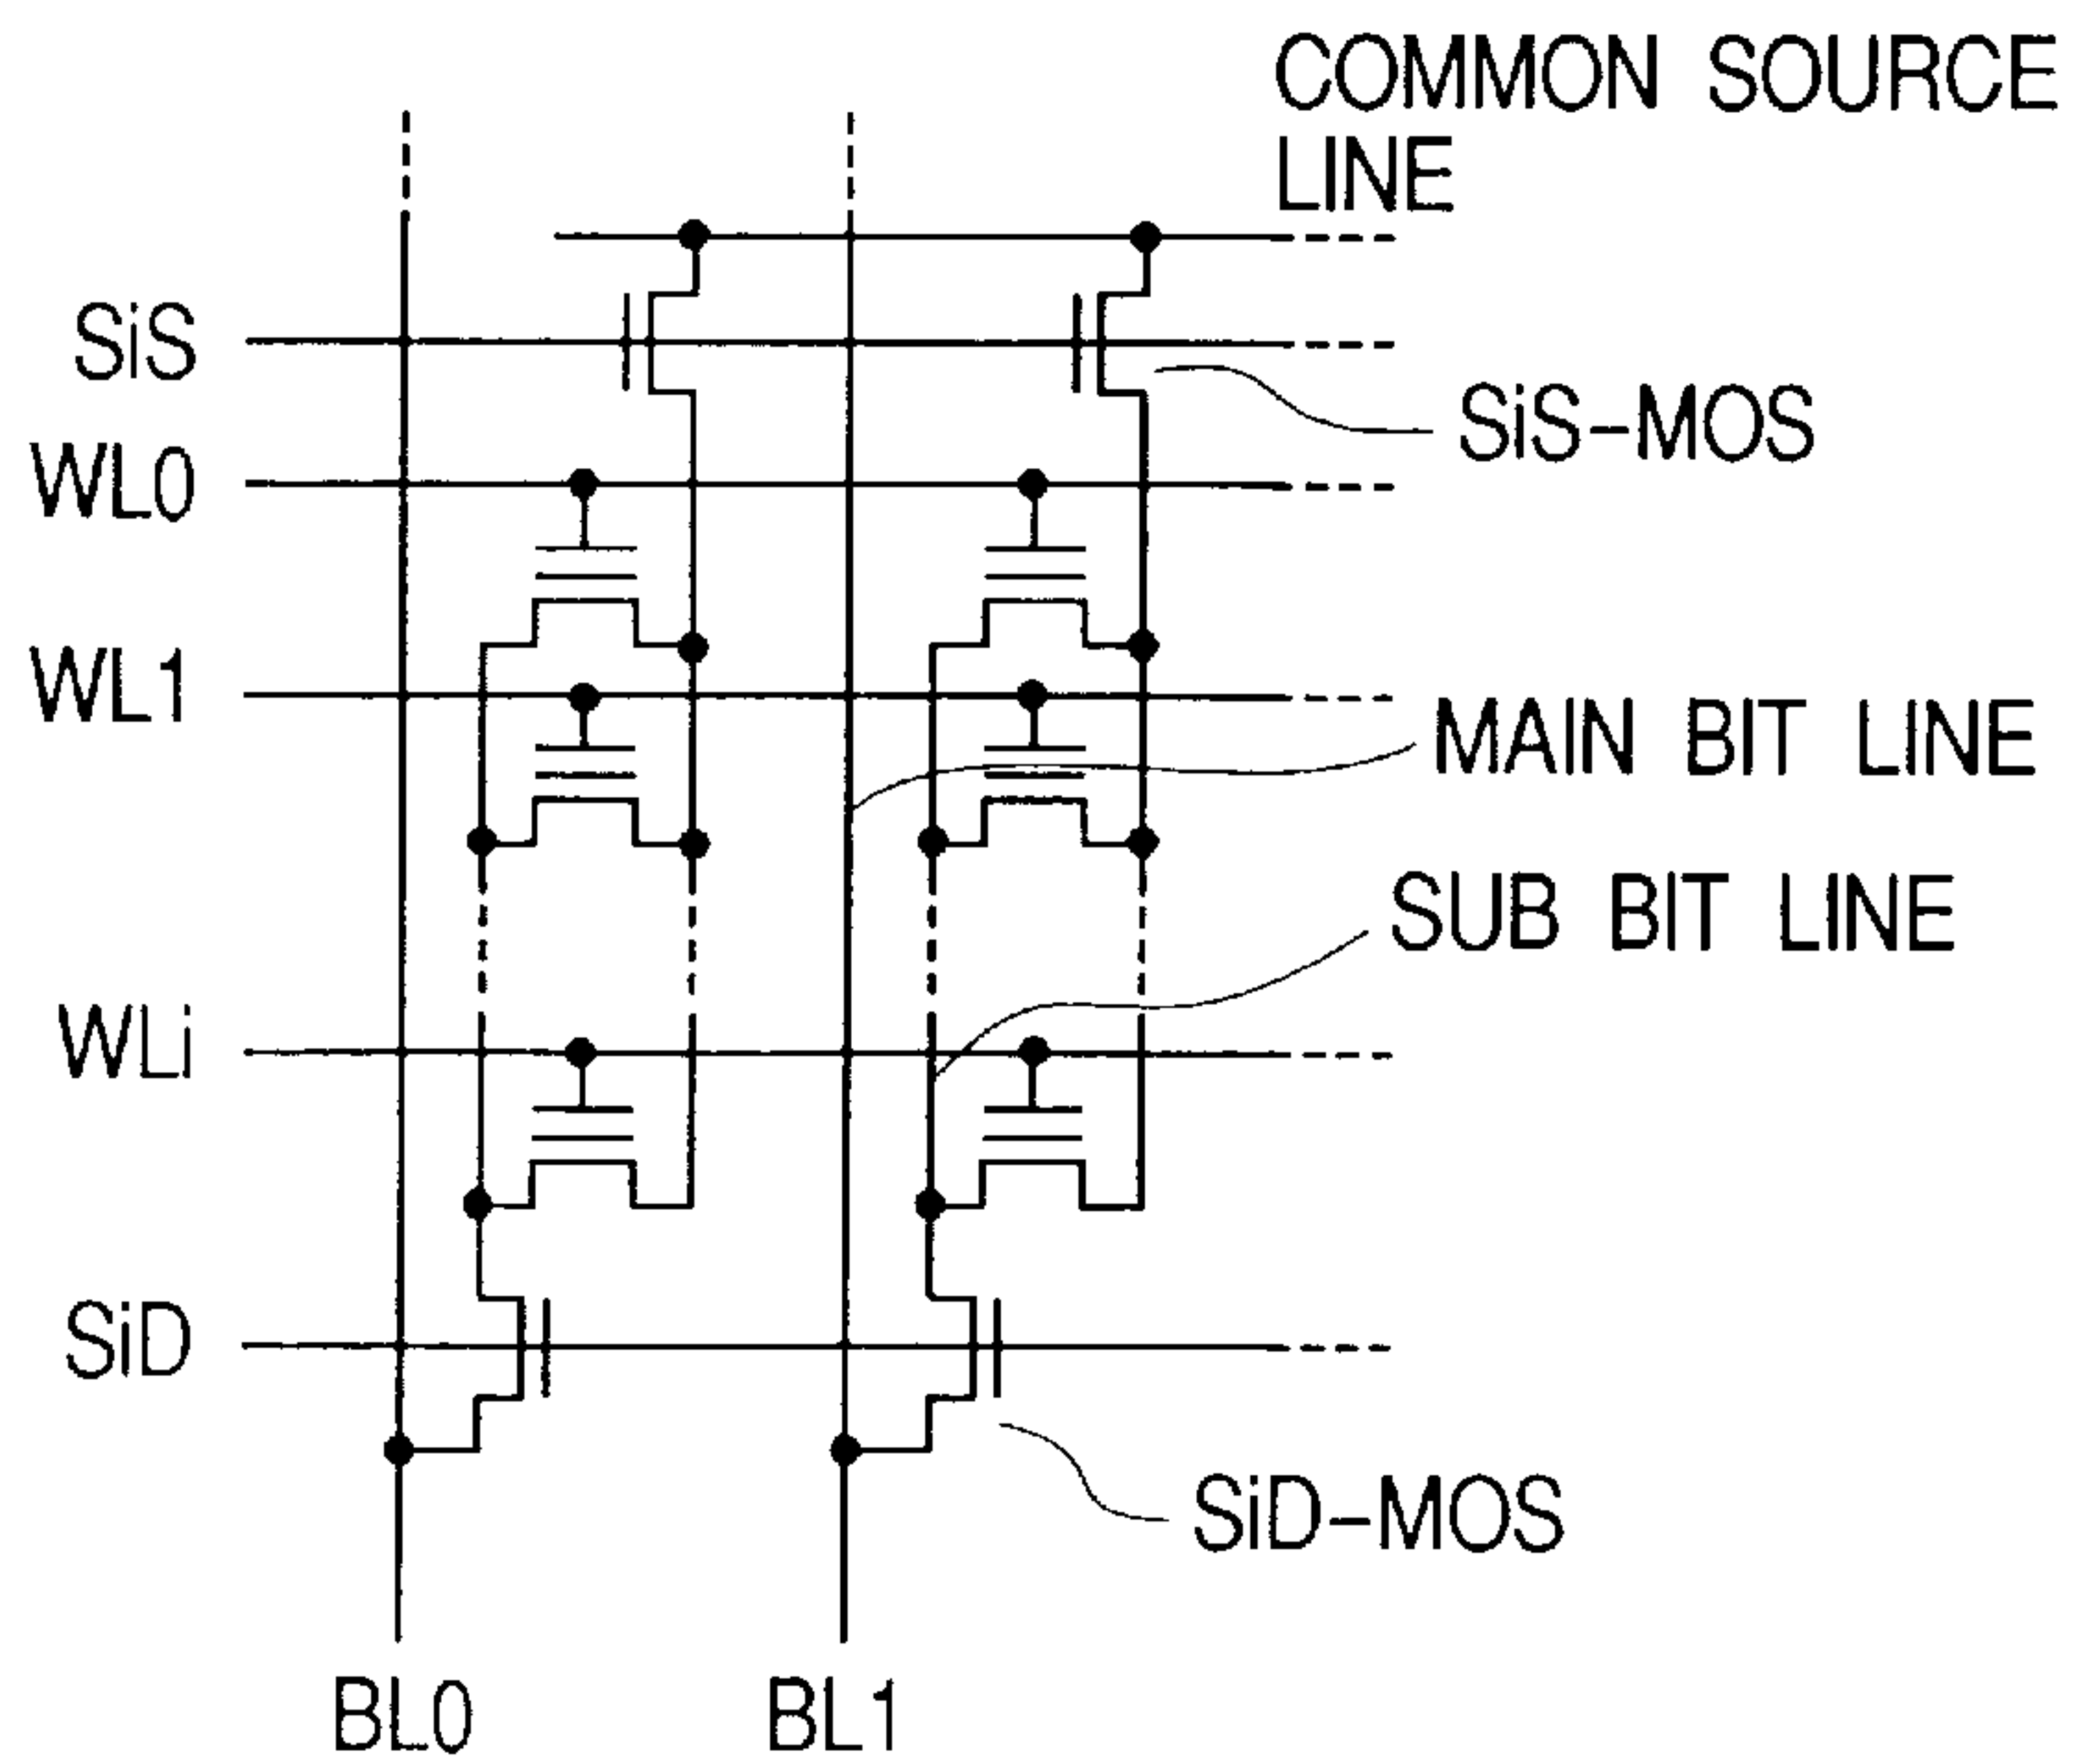 COMMON SOURCE
LINE
SiS
SiS-MOS
WL0
WL1
MAIN BIT LINE
SUB BIT LINE
WLi
SiD
SiD-MOS
BL0
BL1